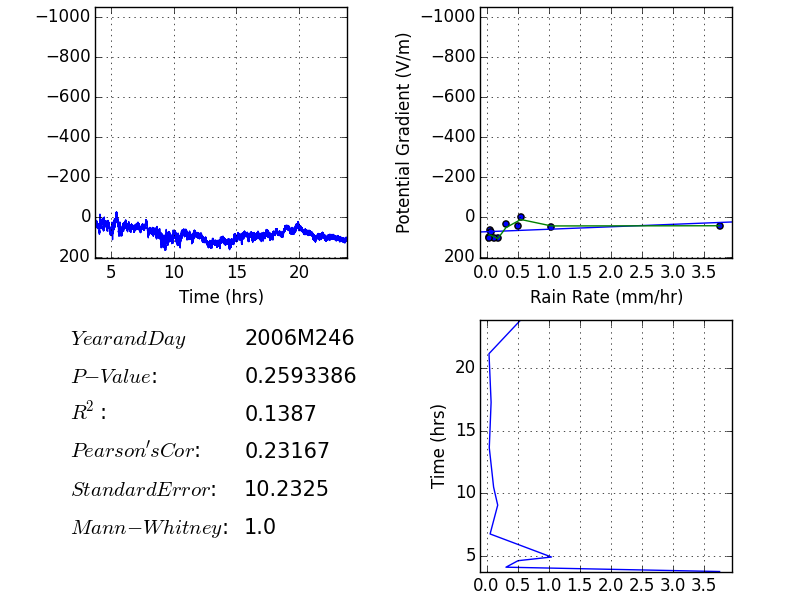 −1000
−800
−600
−400
−200
0
200
5 10 15 20
Time (hrs)
Potential Gradient (V/m)
−1000
−800
−600
−400
−200
0
200
0.0 0.5 1.0 1.5 2.0 2.5 3.0 3.5
Rain Rate (mm/hr)
YearandDay 2006M246
P−Value: 0.2593386
R²: 0.1387
Pearson'sCor: 0.23167
StandardError: 10.2325
Mann−Whitney: 1.0
Time (hrs)
20
15
10
5
0.0 0.5 1.0 1.5 2.0 2.5 3.0 3.5